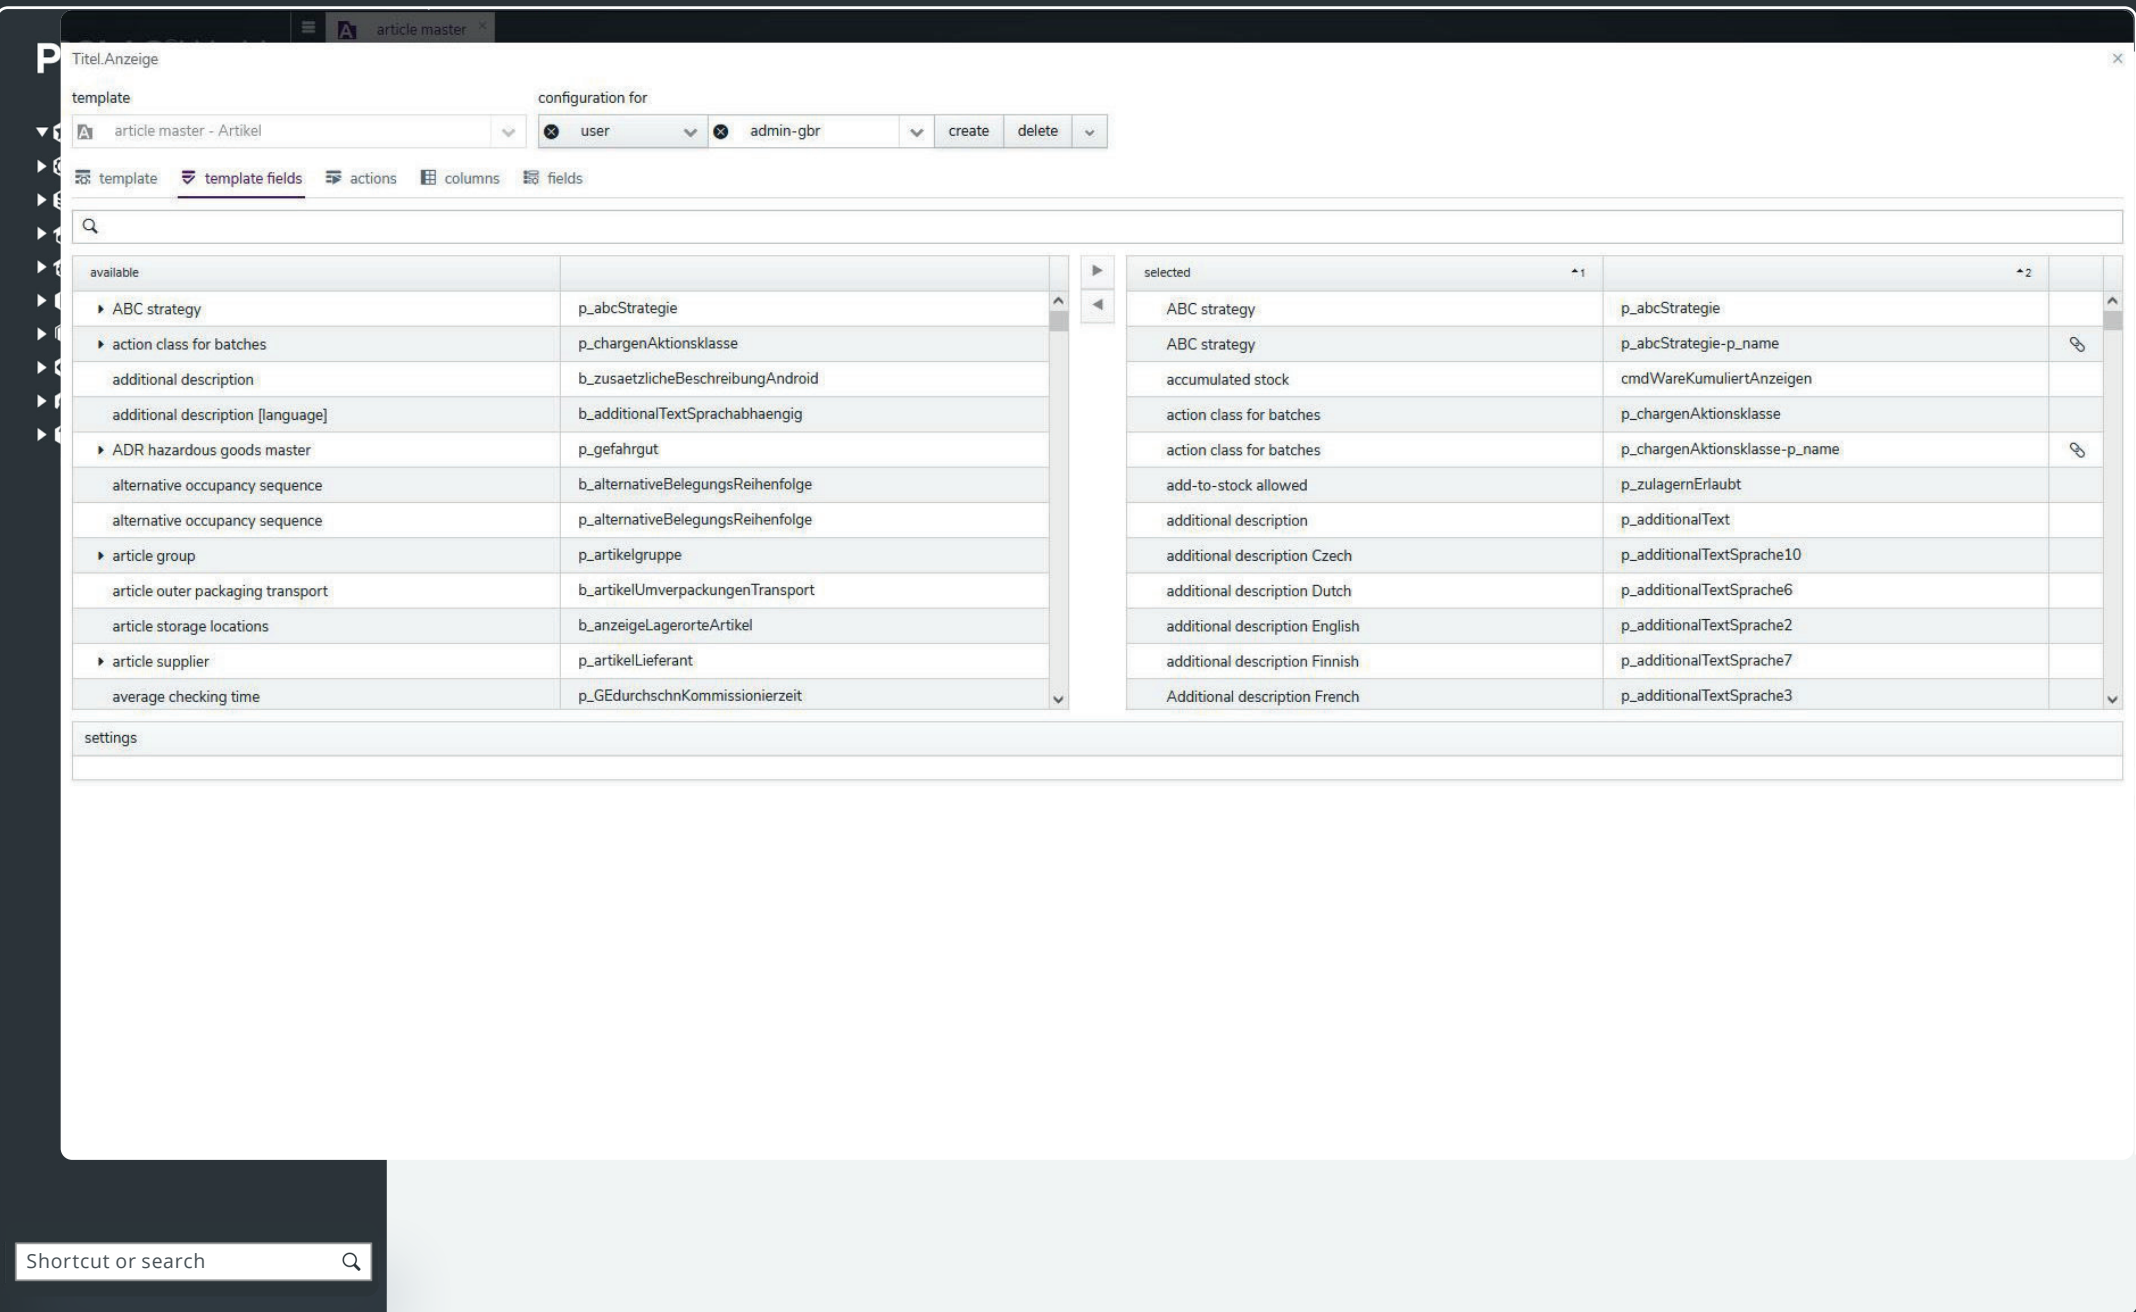 article master
Titel.Anzeige
template configuration for
article master - Artikel user admin-gbr create delete
template template fields actions columns fields
available selected 1 2
ABC strategy p_abcStrategie ABC strategy p_abcStrategie
action class for batches p_chargenAktionsklasse ABC strategy p_abcStrategie-p_name
additional description b_zusaetzlicheBeschreibungAndroid accumulated stock cmdWareKumuliertAnzeigen
additional description [language] b_additionalTextSprachabhaengig action class for batches p_chargenAktionsklasse
ADR hazardous goods master p_gefahrgut action class for batches p_chargenAktionsklasse-p_name
alternative occupancy sequence b_alternativeBelegungsReihenfolge add-to-stock allowed p_zulagernErlaubt
alternative occupancy sequence p_alternativeBelegungsReihenfolge additional description p_additionalText
article group p_artikelgruppe additional description Czech p_additionalTextSprache10
article outer packaging transport b_artikelUmverpackungenTransport additional description Dutch p_additionalTextSprache6
article storage locations b_anzeigeLagerorteArtikel additional description English p_additionalTextSprache2
article supplier p_artikelLieferant additional description Finnish p_additionalTextSprache7
average checking time p_GEdurchschnKommissionierzeit Additional description French p_additionalTextSprache3
settings
Shortcut or search